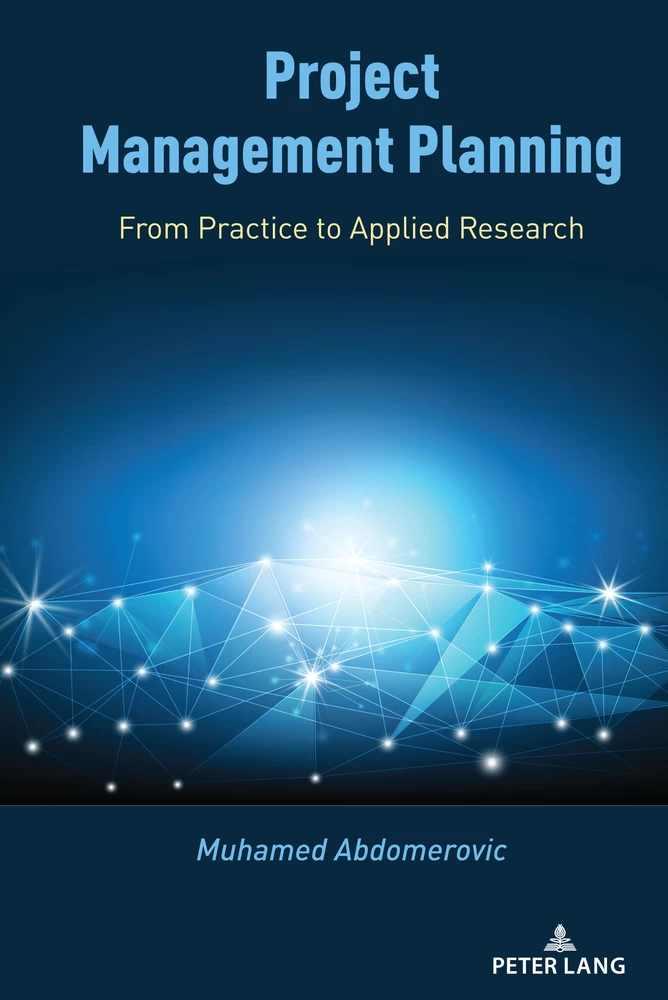 Project
Management Planning
From Practice to Applied Research
Muhamed Abdomerovic
PETER LANG